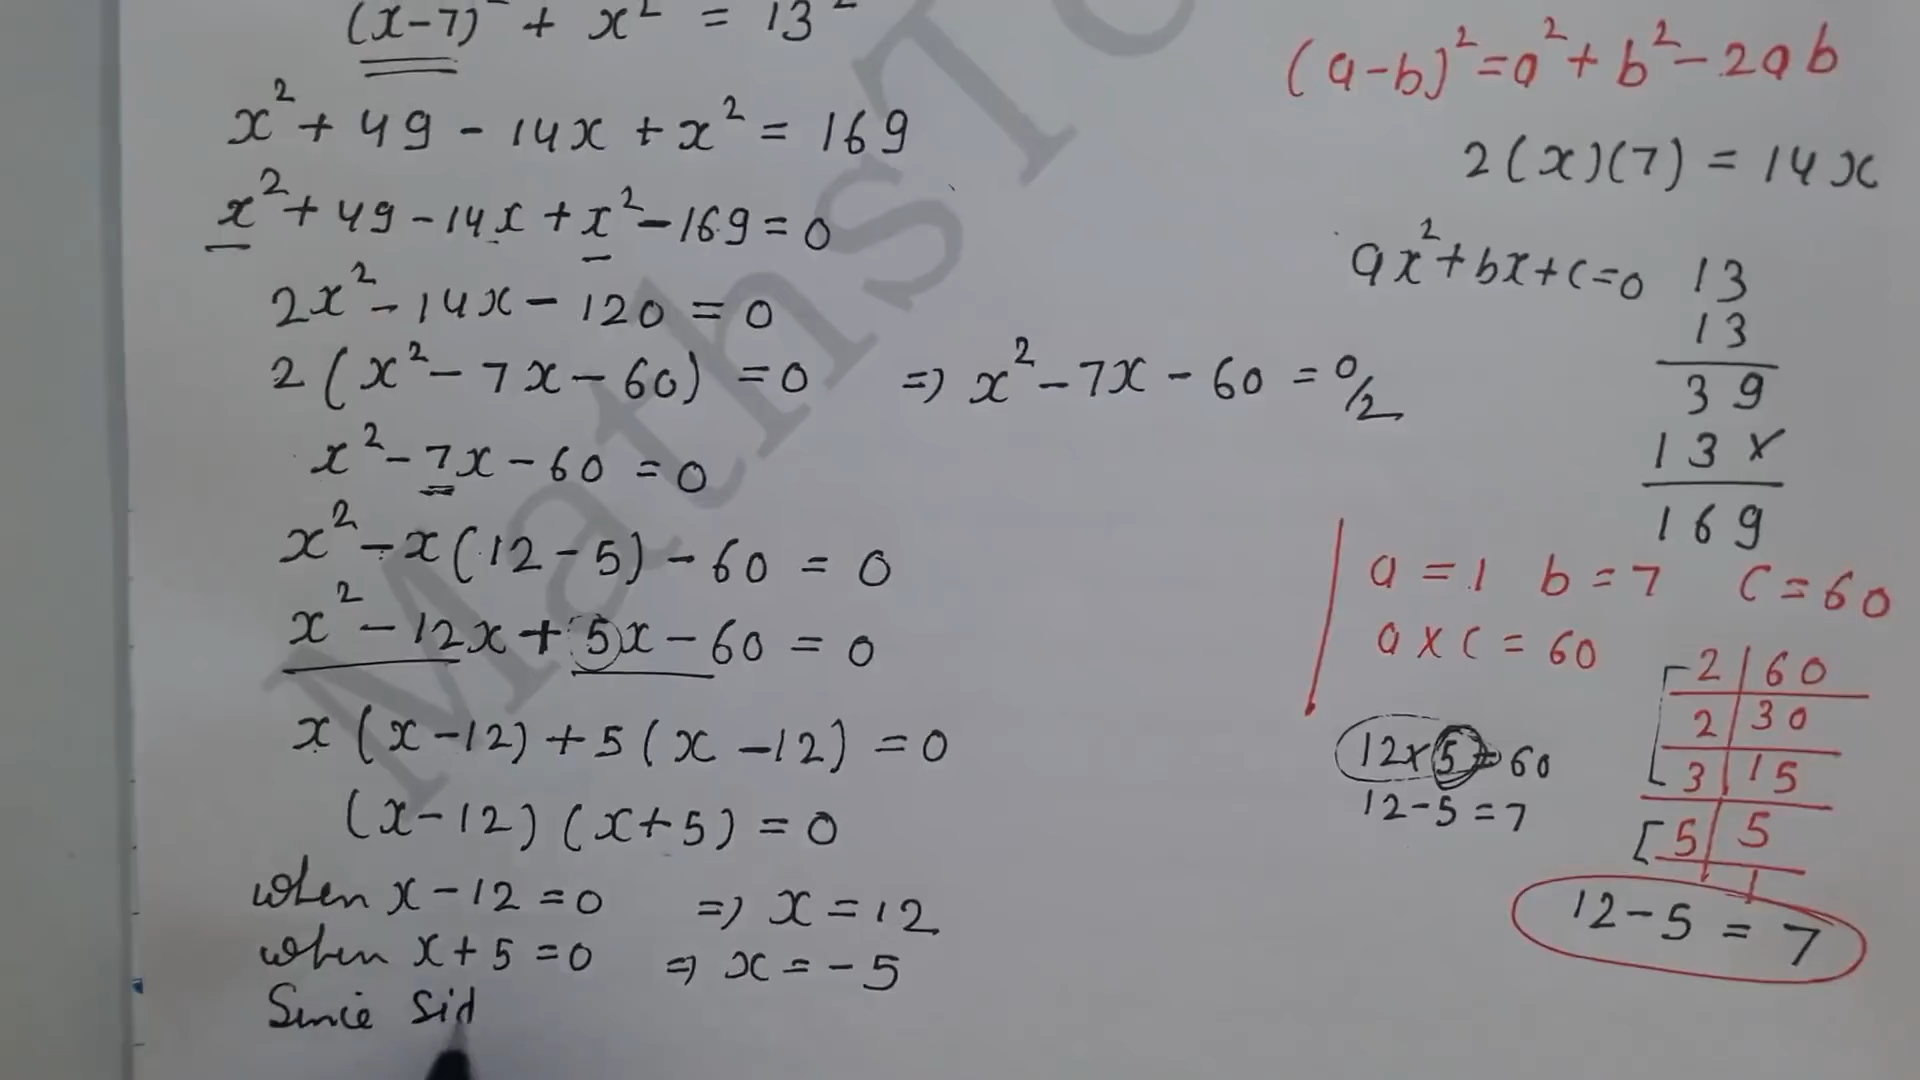 (x-7)² + x² = 13²
x² + 49 - 14x + x² = 169
x² + 49 - 14x + x² - 169 = 0
2x² - 14x - 120 = 0
2(x² - 7x - 60) = 0 ⇒ x² - 7x - 60 = 0/2
x² - 7x - 60 = 0
x² - x(12-5) - 60 = 0
x² - 12x + 5x - 60 = 0
x(x-12) + 5(x-12) = 0
(x-12)(x+5) = 0
when x - 12 = 0 ⇒ x = 12
when x + 5 = 0 ⇒ x = -5
Since Sid
(a-b)² = a² + b² - 2ab
2(x)(7) = 14x
ax² + bx + c = 0
13
13
39
13×
169
a = 1 b = 7 c = 60
a × c = 60
2 | 60
2 | 30
3 | 15
5 | 5
1
12×5 = 60
12-5 = 7
12-5 = 7
MathsT